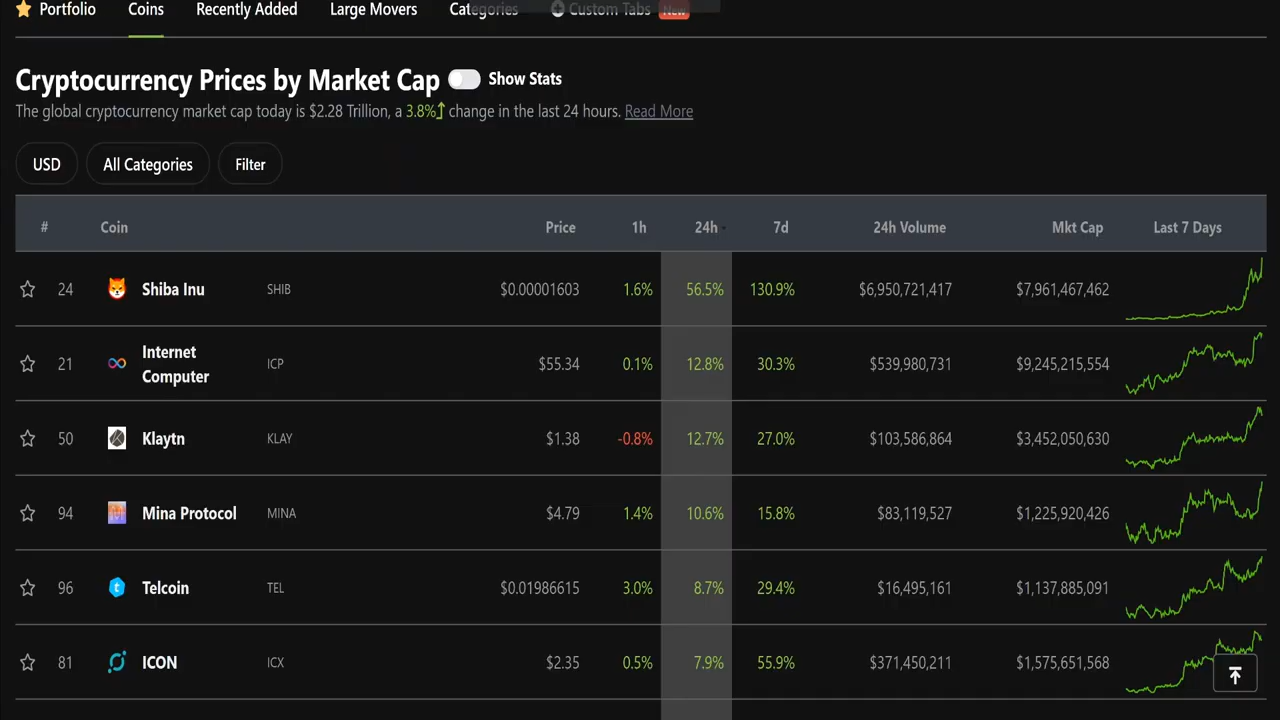 Portfolio Coins Recently Added Large Movers Categories Custom Tabs New
Cryptocurrency Prices by Market Cap Show Stats
The global cryptocurrency market cap today is $2.28 Trillion, a 3.8% change in the last 24 hours. Read More
USD All Categories Filter
# Coin Price 1h 24h 7d 24h Volume Mkt Cap Last 7 Days
24 Shiba Inu SHIB $0.00001603 1.6% 56.5% 130.9% $6,950,721,417 $7,961,467,462
21 Internet Computer ICP $55.34 0.1% 12.8% 30.3% $539,980,731 $9,245,215,554
50 Klaytn KLAY $1.38 -0.8% 12.7% 27.0% $103,586,864 $3,452,050,630
94 Mina Protocol MINA $4.79 1.4% 10.6% 15.8% $83,119,527 $1,225,920,426
96 Telcoin TEL $0.01986615 3.0% 8.7% 29.4% $16,495,161 $1,137,885,091
81 ICON ICX $2.35 0.5% 7.9% 55.9% $371,450,211 $1,575,651,568